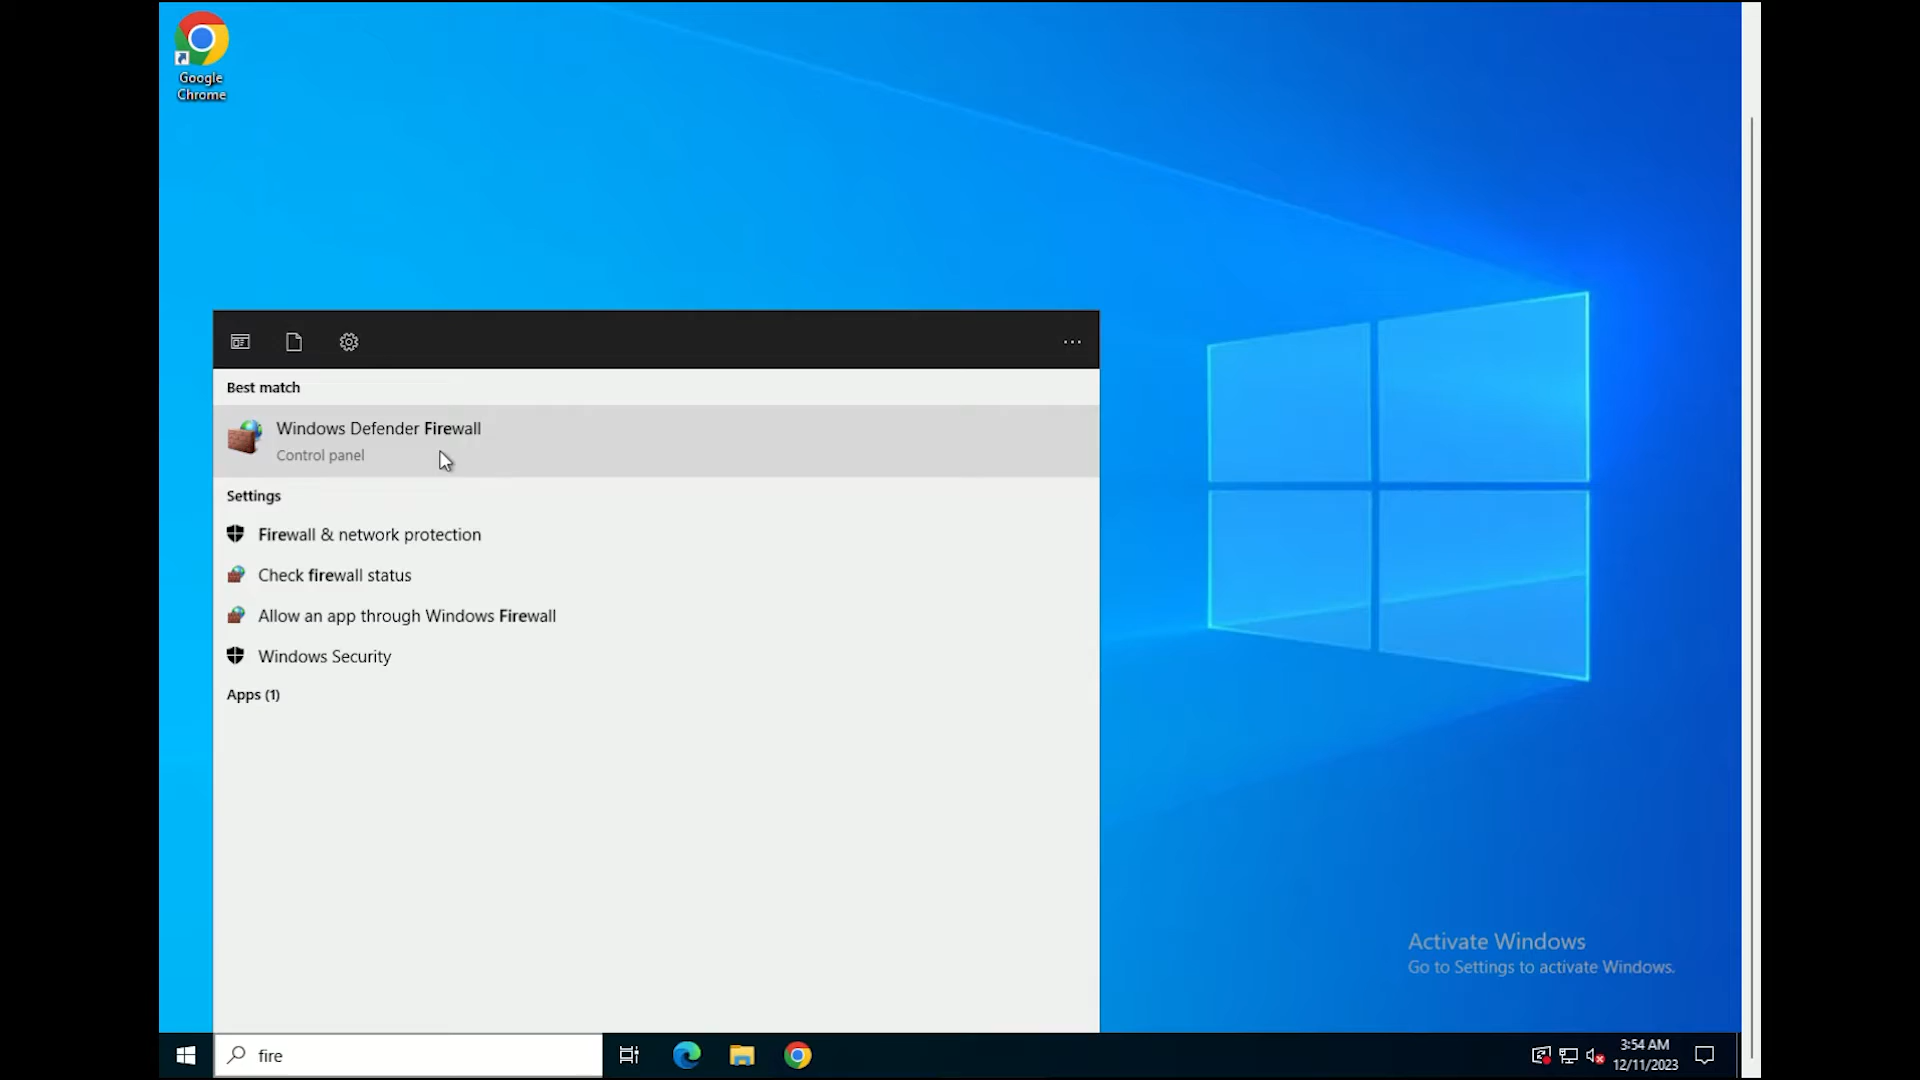 Google
Chrome
Best match
Windows Defender Firewall
Control panel
Settings
Firewall & network protection
Check firewall status
Allow an app through Windows Firewall
Windows Security
Apps (1)
Activate Windows
Go to Settings to activate Windows.
fire
3:54 AM
12/11/2023